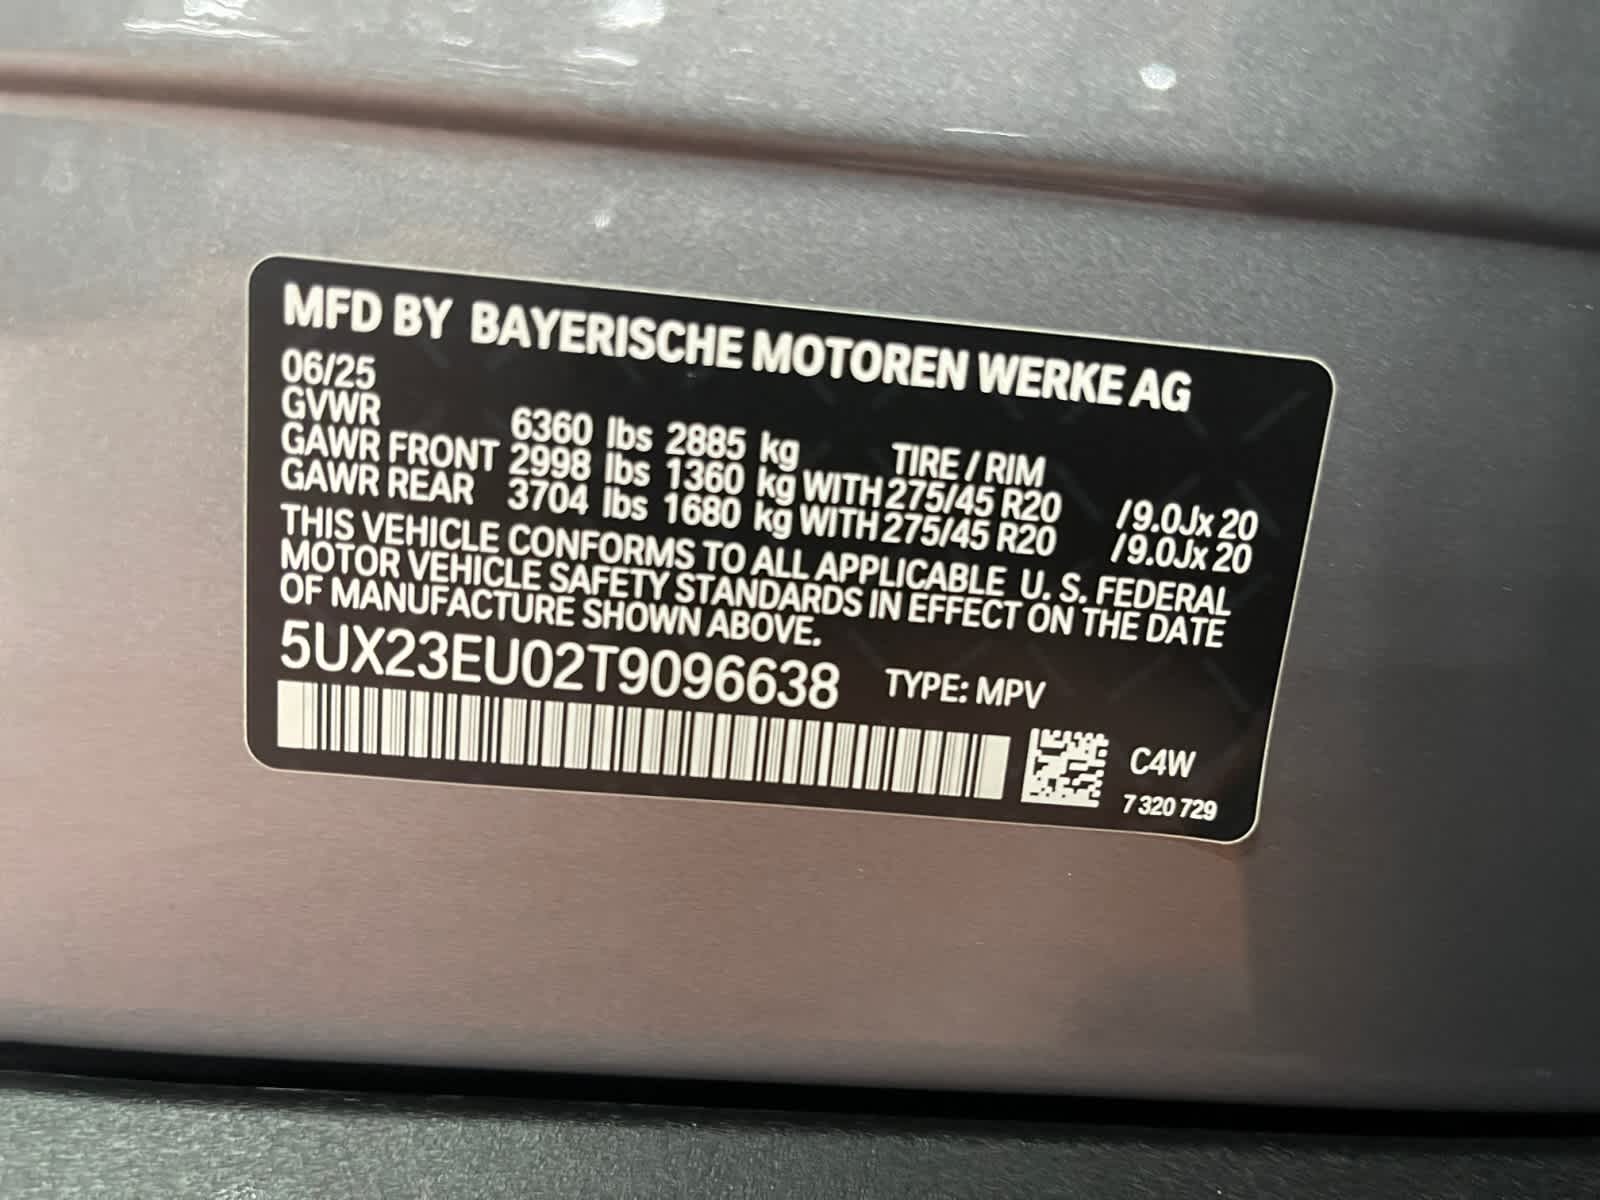 MFD BY BAYERISCHE MOTOREN WERKE AG
06/25
GVWR 6360 lbs 2885 kg TIRE / RIM
GAWR FRONT 2998 lbs 1360 kg WITH 275/45 R20 /9.0Jx 20
GAWR REAR 3704 lbs 1680 kg WITH 275/45 R20 /9.0Jx 20
THIS VEHICLE CONFORMS TO ALL APPLICABLE U. S. FEDERAL
MOTOR VEHICLE SAFETY STANDARDS IN EFFECT ON THE DATE
OF MANUFACTURE SHOWN ABOVE.
5UX23EU02T9096638 TYPE: MPV
C4W
7 320 729